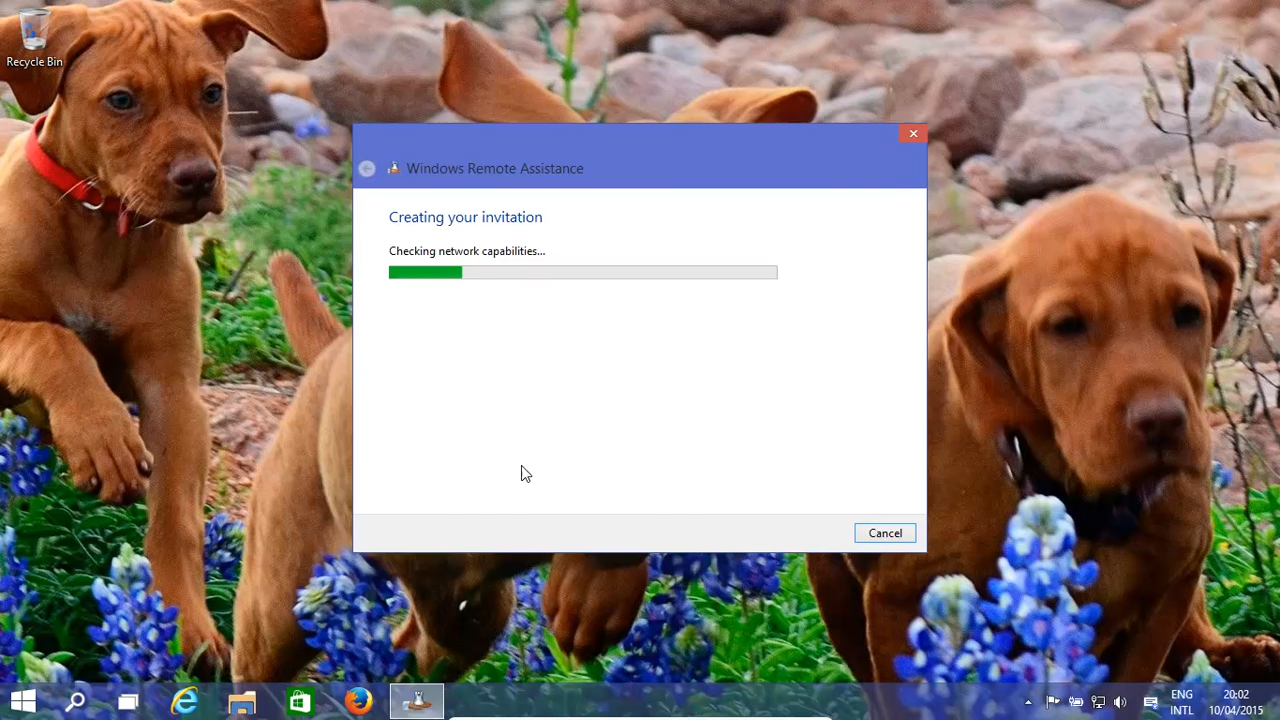 Recycle Bin
Windows Remote Assistance
Creating your invitation
Checking network capabilities...
Cancel
ENG
INTL
20:02
10/04/2015